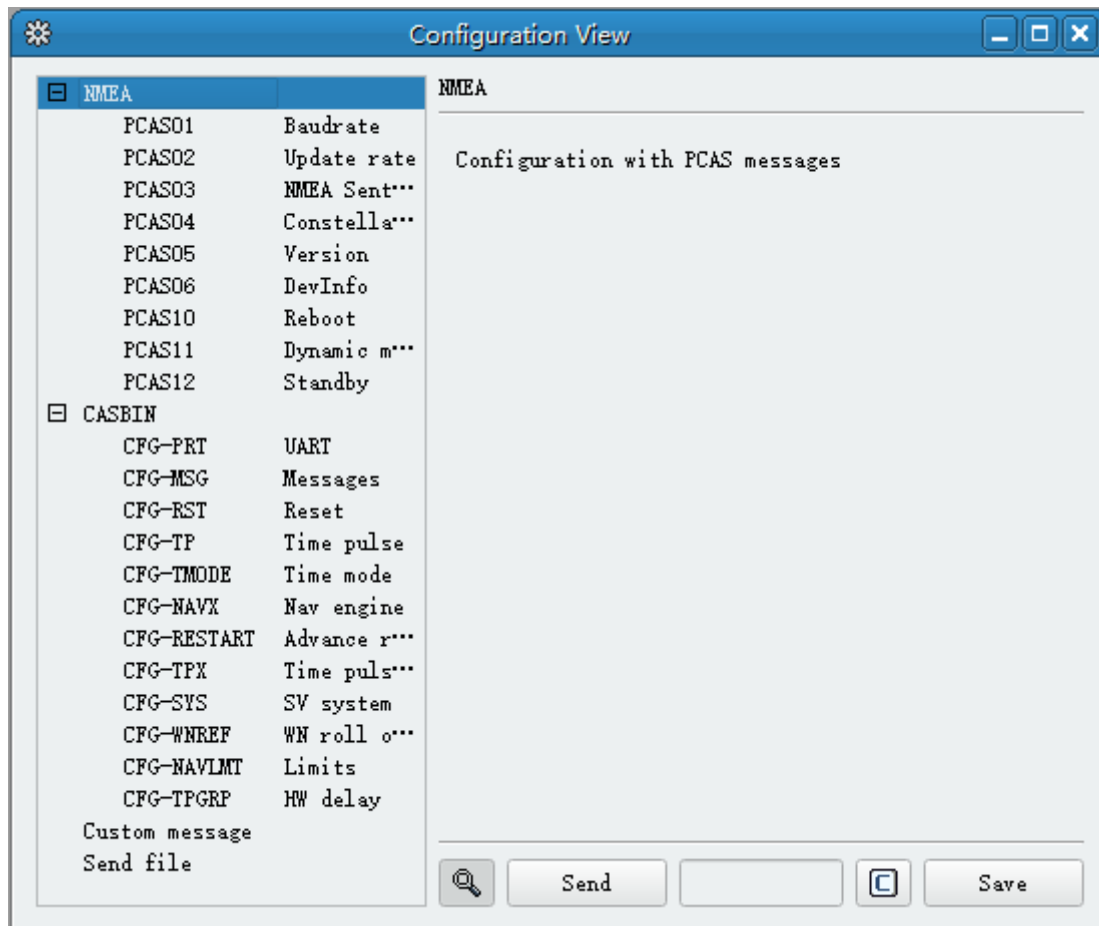 Configuration View
NMEA
PCAS01 Baudrate
PCAS02 Update rate
PCAS03 NMEA Sent...
PCAS04 Constella...
PCAS05 Version
PCAS06 DevInfo
PCAS10 Reboot
PCAS11 Dynamic m...
PCAS12 Standby
CASBIN
CFG-PRT UART
CFG-MSG Messages
CFG-RST Reset
CFG-TP Time pulse
CFG-TMODE Time mode
CFG-NAVX Nav engine
CFG-RESTART Advance r...
CFG-TPX Time puls...
CFG-SYS SV system
CFG-WNREF WN roll o...
CFG-NAVLMT Limits
CFG-TPGRP HW delay
Custom message
Send file
NMEA
Configuration with PCAS messages
Send
C
Save